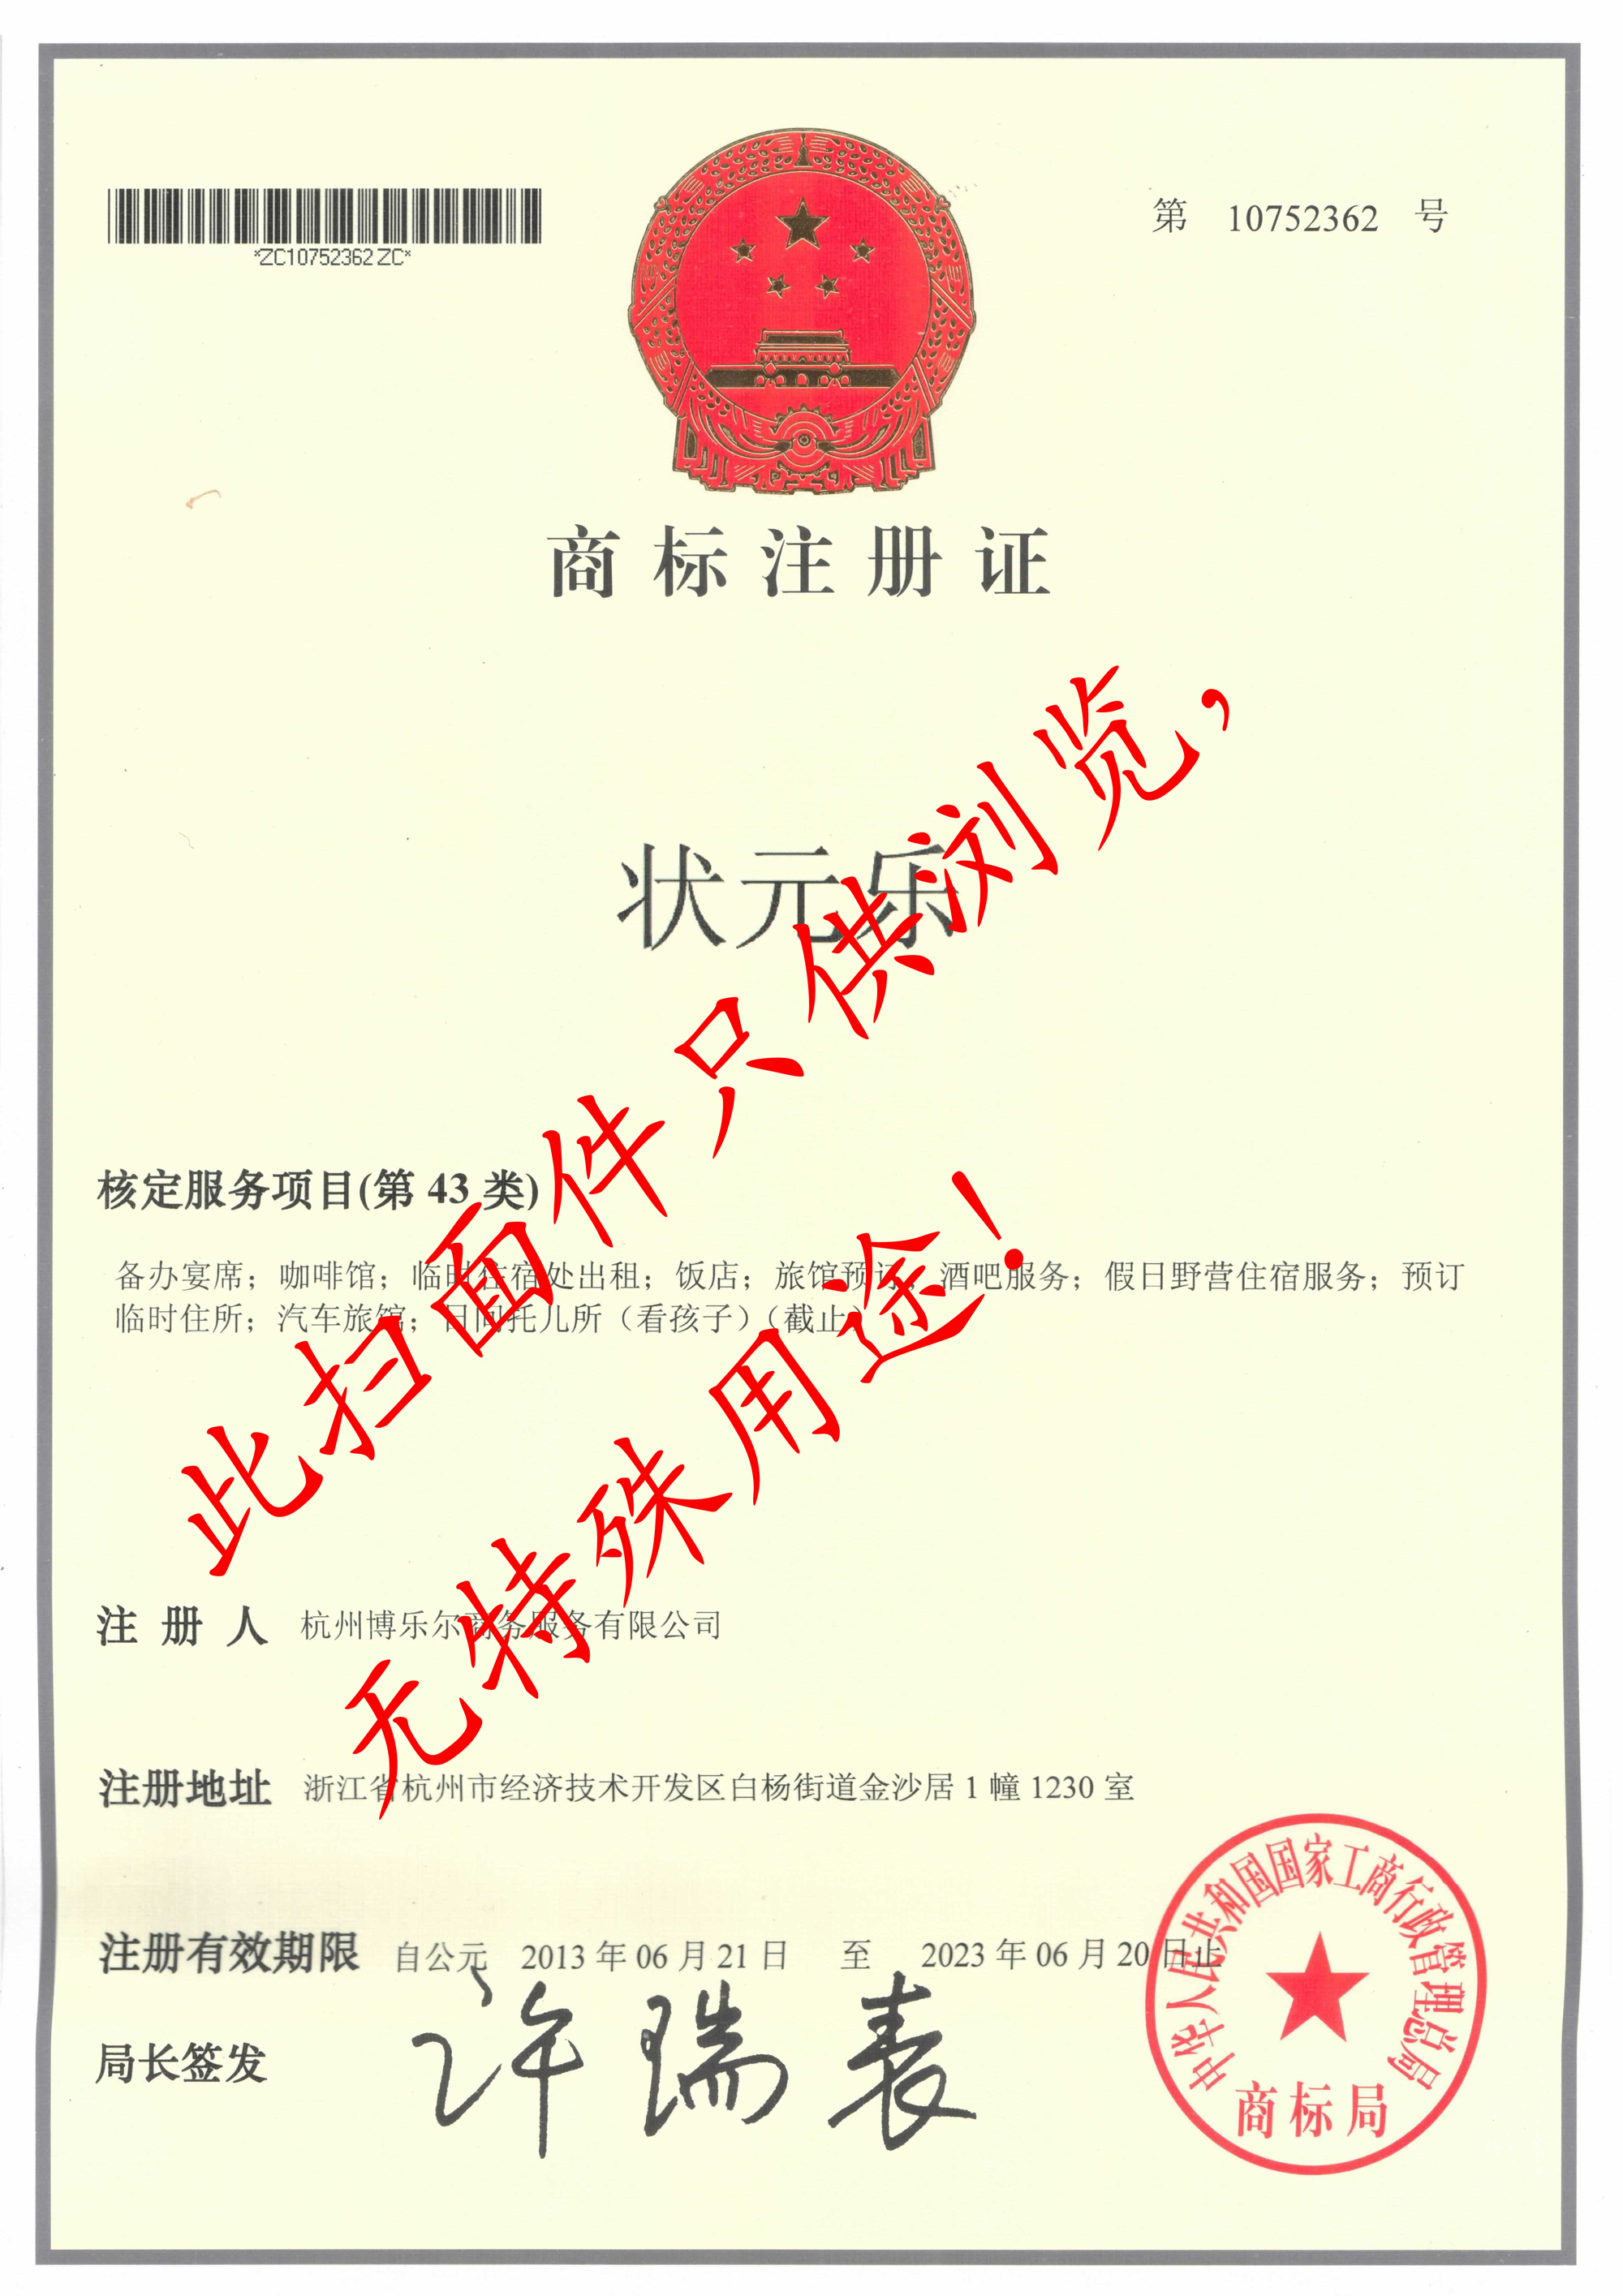 *ZC10752362ZC*
第 10752362 号
商标注册证
状元乐
核定服务项目(第 43 类)
备办宴席；咖啡馆；临时住宿处出租；饭店；旅馆预订；酒吧服务；假日野营住宿服务；预订
临时住所；汽车旅馆；日间托儿所（看孩子）（截止）
注册人 杭州博乐尔商务服务有限公司
注册地址 浙江省杭州市经济技术开发区白杨街道金沙居 1 幢 1230 室
注册有效期限 自公元 2013 年 06 月 21 日 至 2023 年 06 月 20 日止
局长签发 许瑞表
中华人民共和国国家工商行政管理总局
商标局
此扫面件只供浏览，
无特殊用途！